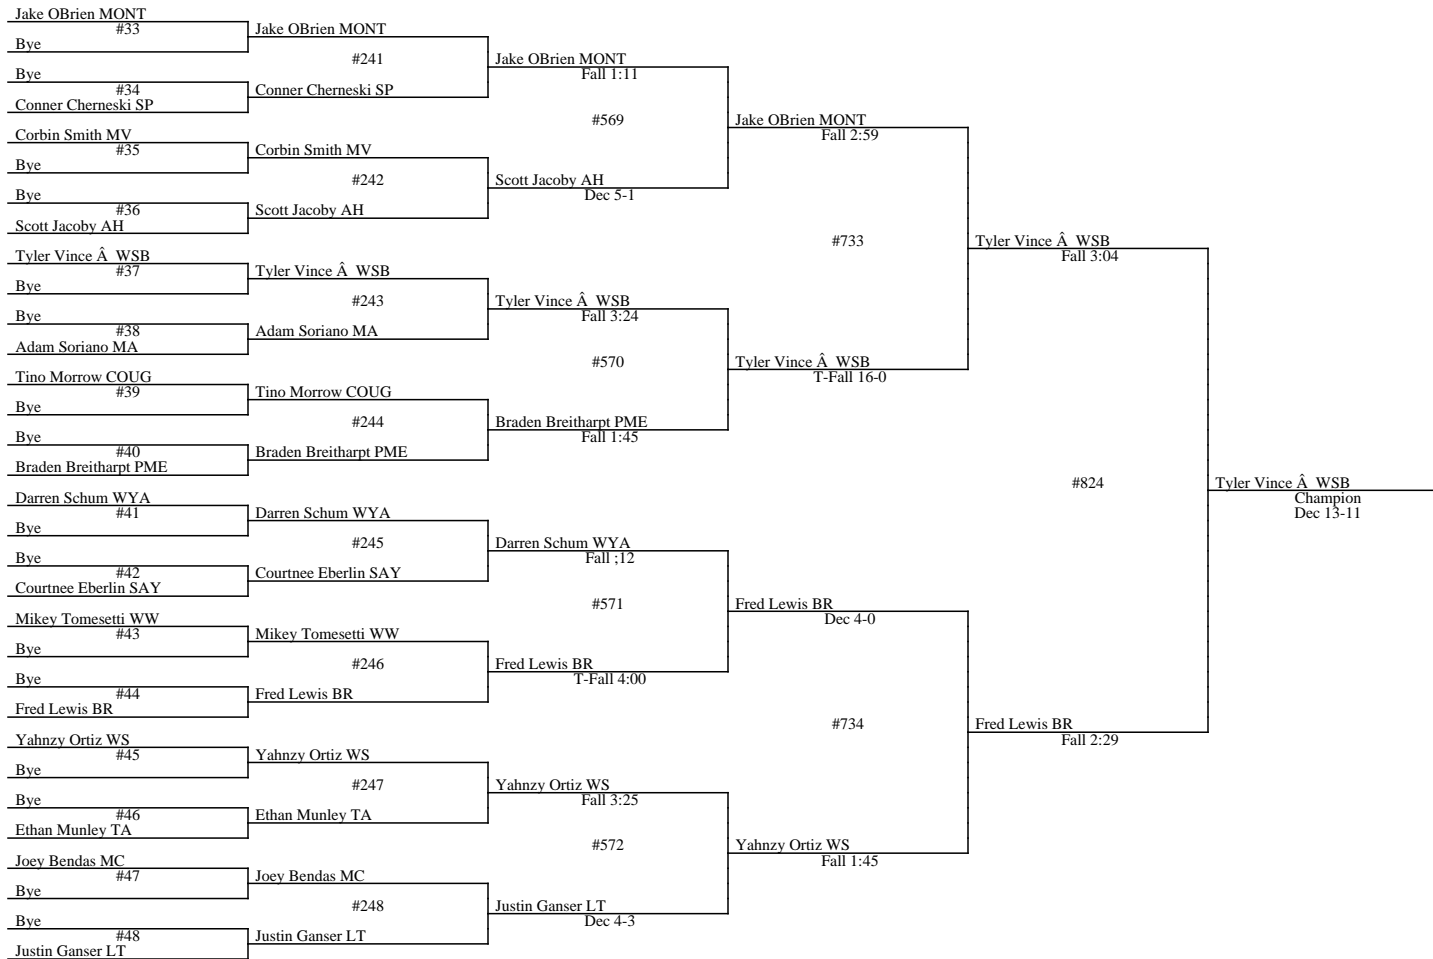 Jake OBrien MONT
#33
Bye
Bye
#34
Conner Cherneski SP
Corbin Smith MV
#35
Bye
Bye
#36
Scott Jacoby AH
Tyler Vince Â WSB
#37
Bye
Bye
#38
Adam Soriano MA
Tino Morrow COUG
#39
Bye
Bye
#40
Braden Breitharpt PME
Darren Schum WYA
#41
Bye
Bye
#42
Courtnee Eberlin SAY
Mikey Tomesetti WW
#43
Bye
Bye
#44
Fred Lewis BR
Yahnzy Ortiz WS
#45
Bye
Bye
#46
Ethan Munley TA
Joey Bendas MC
#47
Bye
Bye
#48
Justin Ganser LT
Jake OBrien MONT
#241
Conner Cherneski SP
Corbin Smith MV
#242
Scott Jacoby AH
Tyler Vince Â WSB
#243
Adam Soriano MA
Tino Morrow COUG
#244
Braden Breitharpt PME
Darren Schum WYA
#245
Courtnee Eberlin SAY
Mikey Tomesetti WW
#246
Fred Lewis BR
Yahnzy Ortiz WS
#247
Ethan Munley TA
Joey Bendas MC
#248
Justin Ganser LT
Jake OBrien MONT
Fall 1:11
#569
Scott Jacoby AH
Dec 5-1
Tyler Vince Â WSB
Fall 3:24
#570
Braden Breitharpt PME
Fall 1:45
Darren Schum WYA
Fall ;12
#571
Fred Lewis BR
T-Fall 4:00
Yahnzy Ortiz WS
Fall 3:25
#572
Justin Ganser LT
Dec 4-3
Jake OBrien MONT
Fall 2:59
#733
Tyler Vince Â WSB
T-Fall 16-0
Fred Lewis BR
Dec 4-0
#734
Yahnzy Ortiz WS
Fall 1:45
Tyler Vince Â WSB
Fall 3:04
#824
Fred Lewis BR
Fall 2:29
Tyler Vince Â WSB
Champion
Dec 13-11